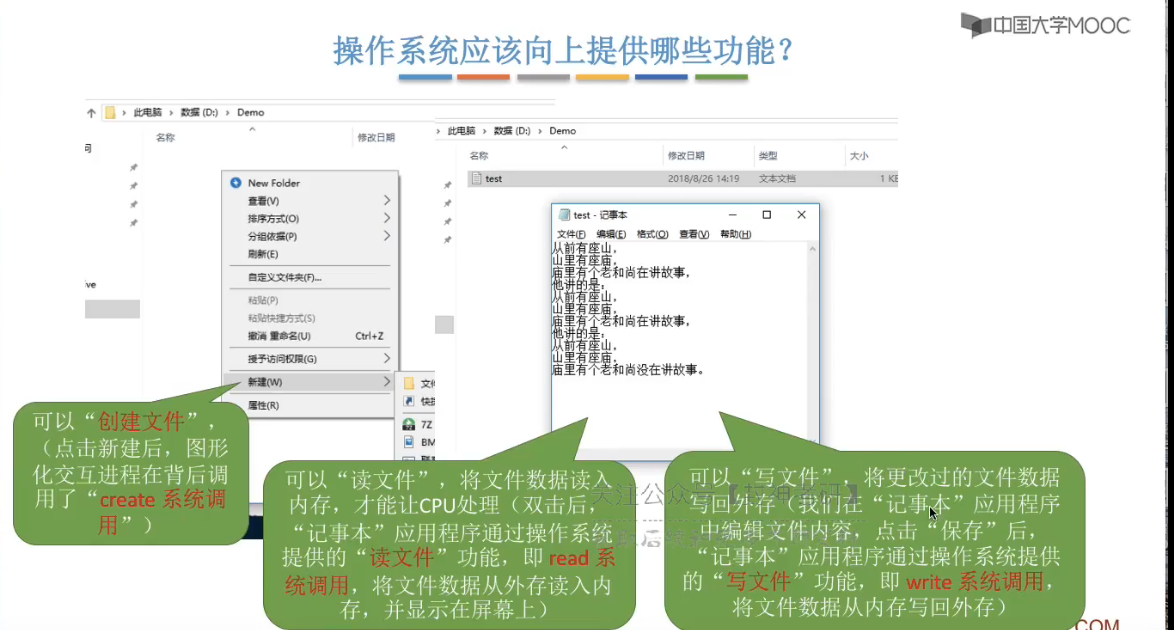 中国大学MOOC
操作系统应该向上提供哪些功能？
此电脑 › 数据 (D:) › Demo
名称 修改日期
New Folder
查看(V)
排序方式(O)
分组依据(P)
刷新(E)
自定义文件夹(F)...
粘贴(P)
粘贴快捷方式(S)
撤消 重命名(U) Ctrl+Z
授予访问权限(G)
新建(W)
属性(R)
快捷
7Z
BM
› 此电脑 › 数据 (D:) › Demo
名称 修改日期 类型 大小
test 2018/8/26 14:19 文本文档 1 KB
test - 记事本
文件(F) 编辑(E) 格式(O) 查看(V) 帮助(H)
从前有座山，
山里有座庙，
庙里有个老和尚在讲故事，
他讲的是：
从前有座山，
山里有座庙，
庙里有个老和尚在讲故事，
他讲的是：
从前有座山，
山里有座庙，
庙里有个老和尚没在讲故事。
可以“创建文件”，
（点击新建后，图形
化交互进程在背后调
用了“create 系统调
用”）
可以“读文件”，将文件数据读入
内存，才能让CPU处理（双击后，
“记事本”应用程序通过操作系统
提供的“读文件”功能，即 read 系
统调用，将文件数据从外存读入内
存，并显示在屏幕上）
可以“写文件”，将更改过的文件数据
写回外存（我们在“记事本”应用程序
中编辑文件内容，点击“保存”后，
“记事本”应用程序通过操作系统提供
的“写文件”功能，即 write 系统调用，
将文件数据从内存写回外存）